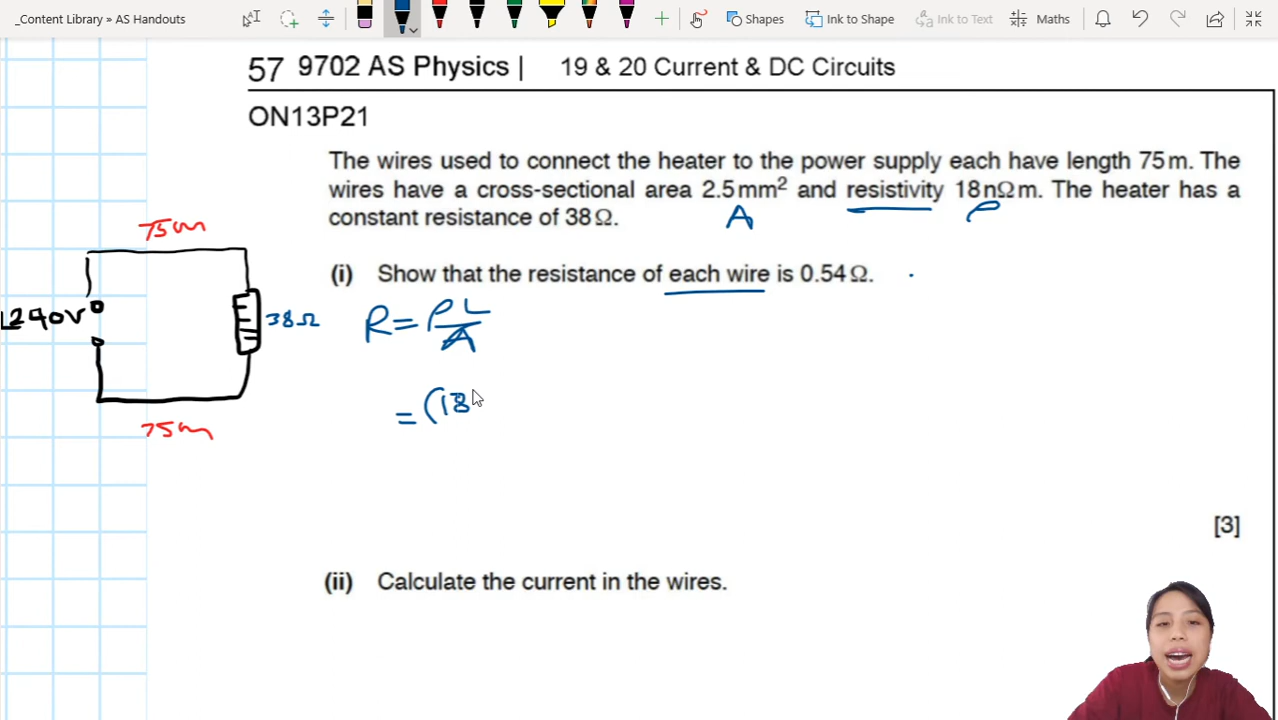 _Content Library » AS Handouts
Shapes
Ink to Shape
Ink to Text
Maths
57 9702 AS Physics | 19 & 20 Current & DC Circuits
ON13P21
The wires used to connect the heater to the power supply each have length 75 m. The
wires have a cross-sectional area 2.5 mm² and resistivity 18 nΩ m. The heater has a
A ρ
constant resistance of 38 Ω.
75m
(i) Show that the resistance of each wire is 0.54 Ω.
240V
38Ω
R = ρL/A
= (18
75m
[3]
(ii) Calculate the current in the wires.